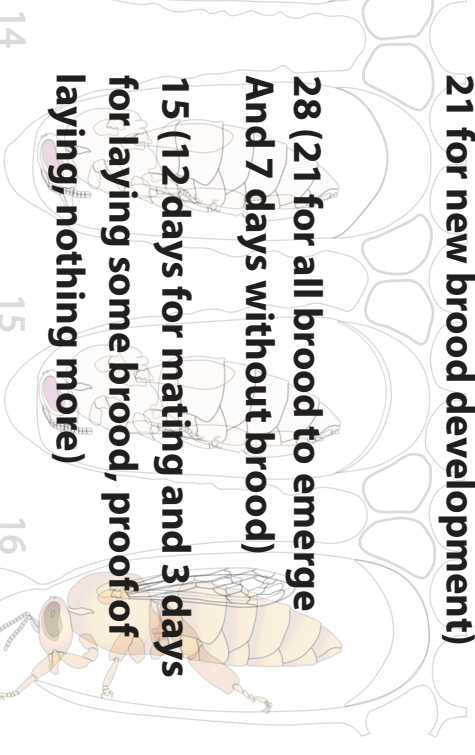 21 for new brood development)
28 (21 for all brood to emerge
And 7 days without brood)
15 (12 days for mating and 3 days
for laying some brood, proof of
laying, nothing more)
14
15
16